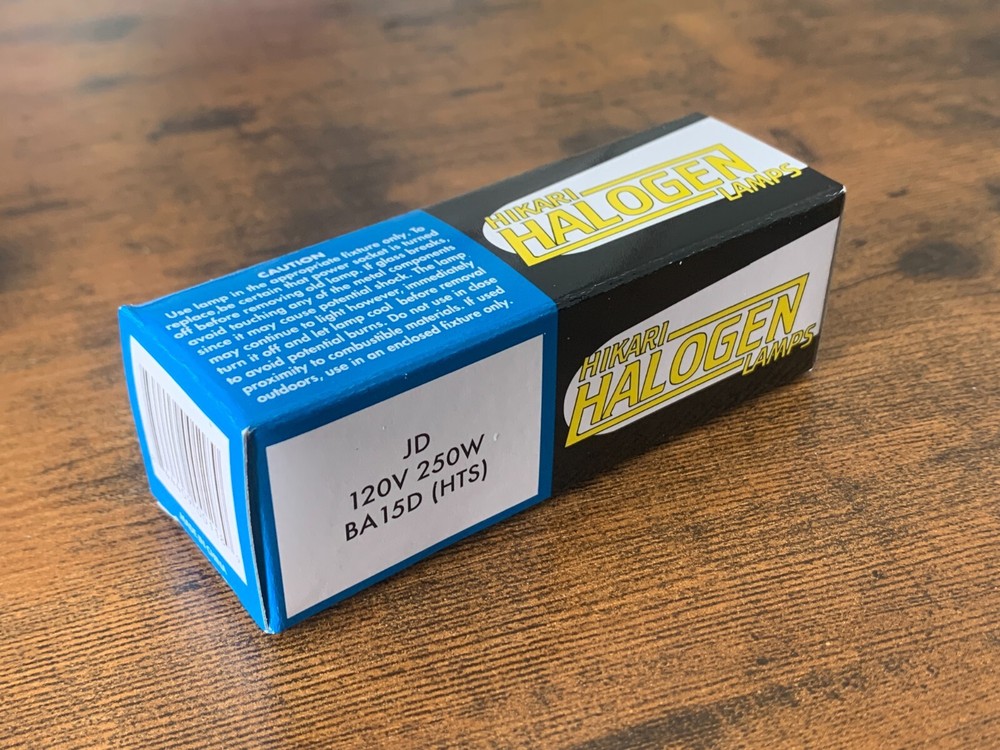 CAUTION
Use lamp in the appropriate fixture only. To
replace,be certain that power socket is turned
off before removing old lamp. If glass breaks,
avoid touching any of the metal components
since it may cause potential shock. The lamp
may continue to light however, immediately
turn it off and let lamp cool before removal
to avoid potential burns. Do not use in close
proximity to combustible materials. If used
outdoors, use in an enclosed fixture only.
HIKARI
HALOGEN
LAMPS
JD
120V 250W
BA15D (HTS)
HIKARI
HALOGEN
LAMPS
MADE IN CHINA